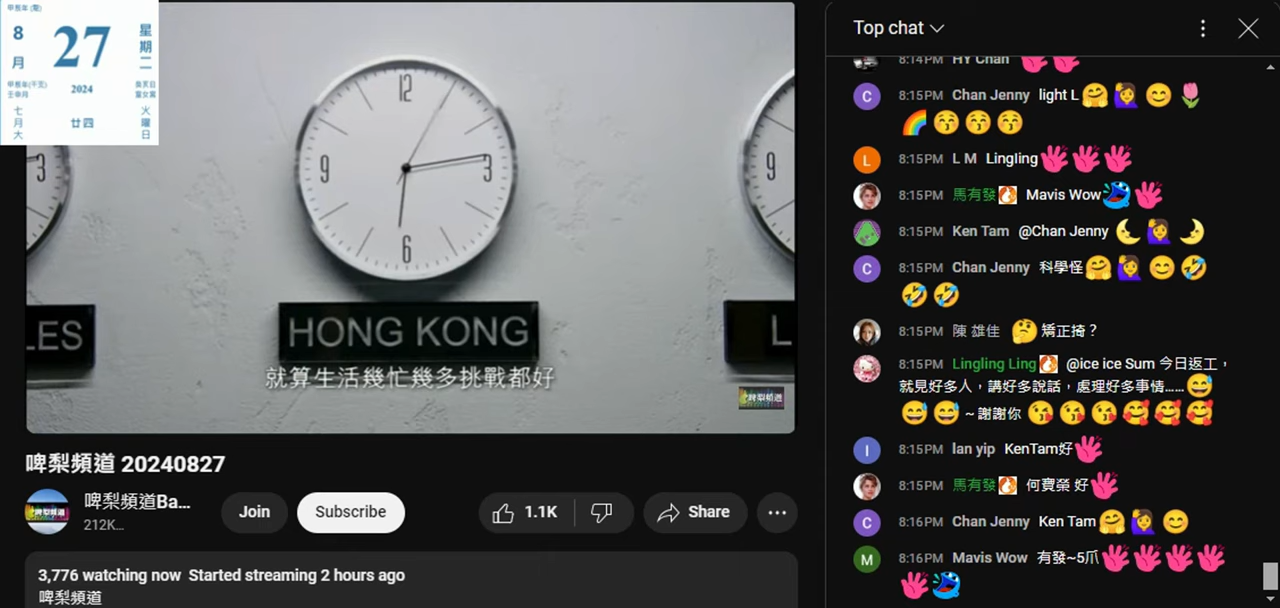 甲辰年(龍)
8
月
27
星期二
2024
七月大
廿四
火曜日
12
3
6
9
3
9
LES
HONG KONG
L
就算生活幾忙幾多挑戰都好
啤梨頻道
啤梨頻道 20240827
啤梨頻道Ba...
212K...
Join
Subscribe
1.1K
Share
3,776 watching now Started streaming 2 hours ago
啤梨頻道
Top chat
8:14PM HY Chan
8:15PM Chan Jenny light L🤗🙋‍♀️😊🌷
🌈😚😚😚
8:15PM L M Lingling
8:15PM 馬有發 Mavis Wow
8:15PM Ken Tam @Chan Jenny 🌜🙋‍♀️🌛
8:15PM Chan Jenny 科學怪🤗🙋‍♀️😊🤣
🤣🤣
8:15PM 陳 雄佳 🤔矯正掎？
8:15PM Lingling Ling @ice ice Sum 今日返工，
就見好多人，講好多說話，處理好多事情......😅
😅😅~謝謝你 😘😘😘🥰🥰🥰
8:15PM lan yip KenTam好
8:15PM 馬有發 何寶榮 好
8:16PM Chan Jenny Ken Tam🤗🙋‍♀️😊
8:16PM Mavis Wow 有發~5爪